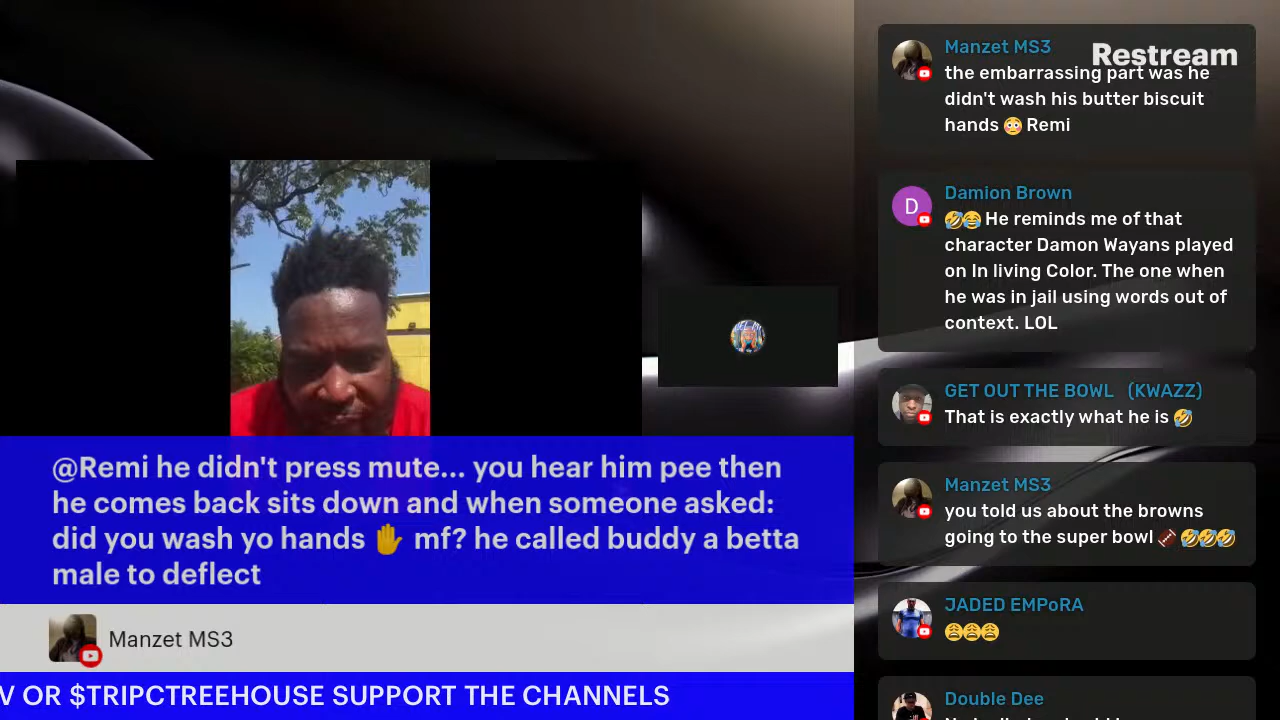 @Remi he didn't press mute... you hear him pee then
he comes back sits down and when someone asked:
did you wash yo hands 🤚 mf? he called buddy a betta
male to deflect
Manzet MS3
V OR $TRIPCTREEHOUSE SUPPORT THE CHANNELS
Restream
Manzet MS3
the embarrassing part was he
didn't wash his butter biscuit
hands 😳 Remi
D
Damion Brown
🤣😂 He reminds me of that
character Damon Wayans played
on In living Color. The one when
he was in jail using words out of
context. LOL
GET OUT THE BOWL (KWAZZ)
That is exactly what he is 🤣
Manzet MS3
you told us about the browns
going to the super bowl 🏈 🤣🤣🤣
JADED EMPoRA
😩😩😩
Double Dee